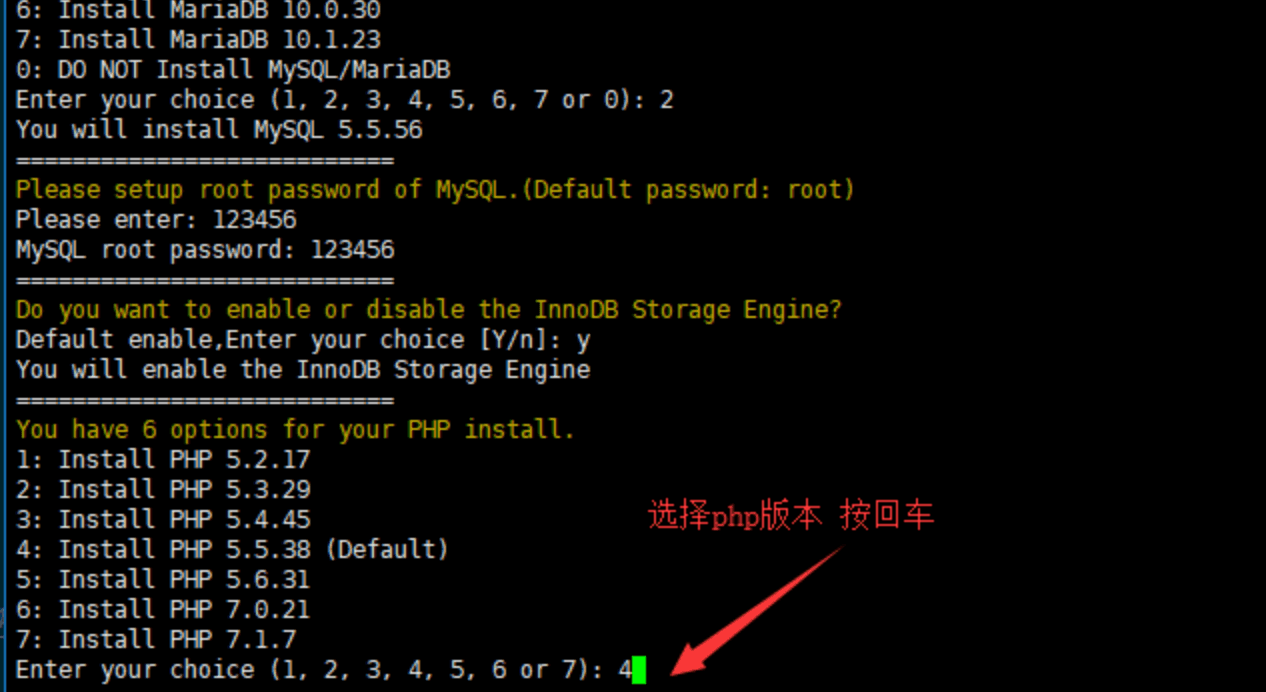 6: Install MariaDB 10.0.30
7: Install MariaDB 10.1.23
0: DO NOT Install MySQL/MariaDB
Enter your choice (1, 2, 3, 4, 5, 6, 7 or 0): 2
You will install MySQL 5.5.56
===========================
Please setup root password of MySQL.(Default password: root)
Please enter: 123456
MySQL root password: 123456
===========================
Do you want to enable or disable the InnoDB Storage Engine?
Default enable,Enter your choice [Y/n]: y
You will enable the InnoDB Storage Engine
===========================
You have 6 options for your PHP install.
1: Install PHP 5.2.17
2: Install PHP 5.3.29
3: Install PHP 5.4.45
选择php版本 按回车
4: Install PHP 5.5.38 (Default)
5: Install PHP 5.6.31
6: Install PHP 7.0.21
7: Install PHP 7.1.7
Enter your choice (1, 2, 3, 4, 5, 6 or 7): 4